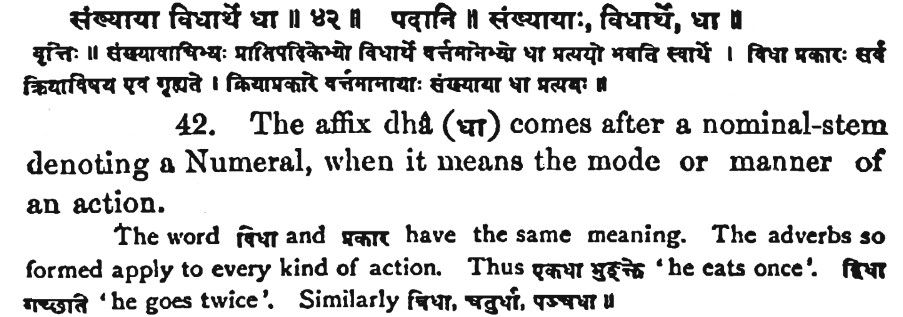 संख्याया विधार्थे धा ॥ ४२ ॥ पदानि ॥ संख्यायाः, विधार्थे, धा ॥
वृत्तिः ॥ संख्यावाचिभ्यः प्रातिपदिकेभ्यो विधार्थे वर्त्तमानेभ्यो धा प्रत्ययो भवति स्वार्थे । विधा प्रकारः सर्व
क्रियाविषय एव गृह्यते । क्रियाप्रकारे वर्त्तमानायाः संख्याया धा प्रत्ययः ॥
42. The affix dhâ (धा) comes after a nominal-stem
denoting a Numeral, when it means the mode or manner of
an action.
The word विधा and प्रकार have the same meaning. The adverbs so
formed apply to every kind of action. Thus एकधा भुङ्क्ते 'he eats once'. द्विधा
गच्छति 'he goes twice'. Similarly त्रिधा, चतुर्धा, पञ्चधा ॥